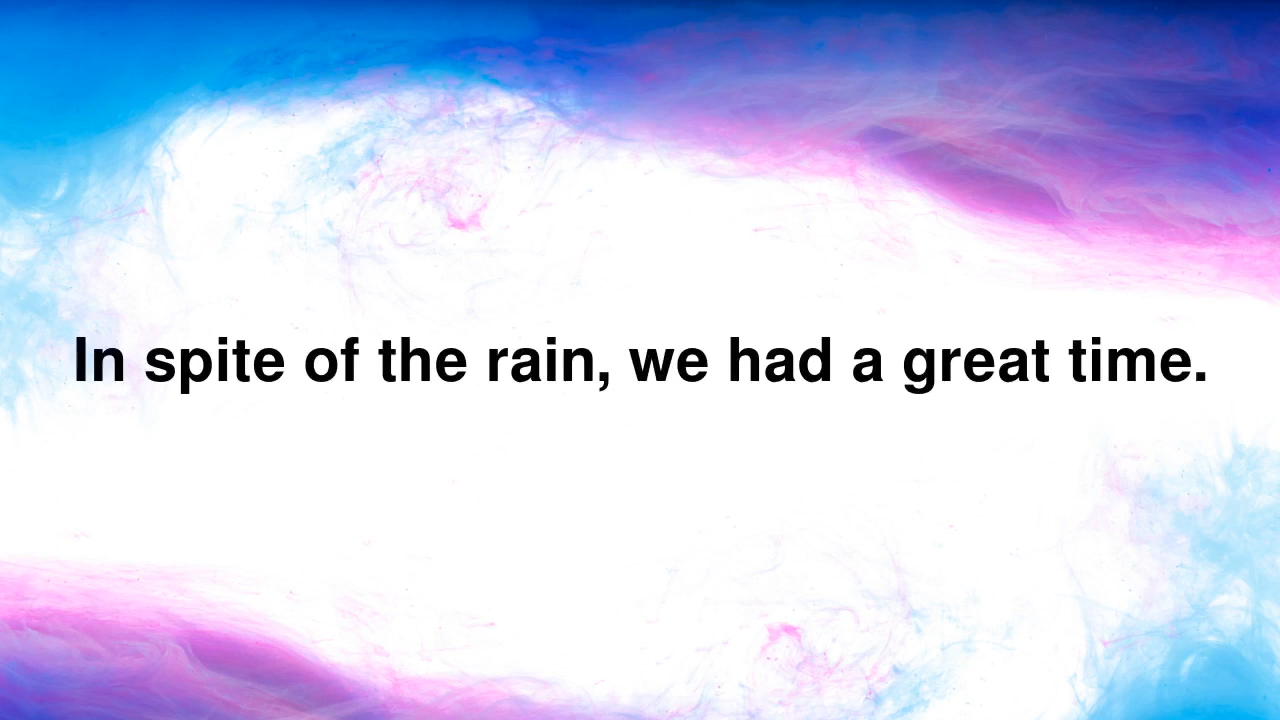 In spite of the rain, we had a great time.